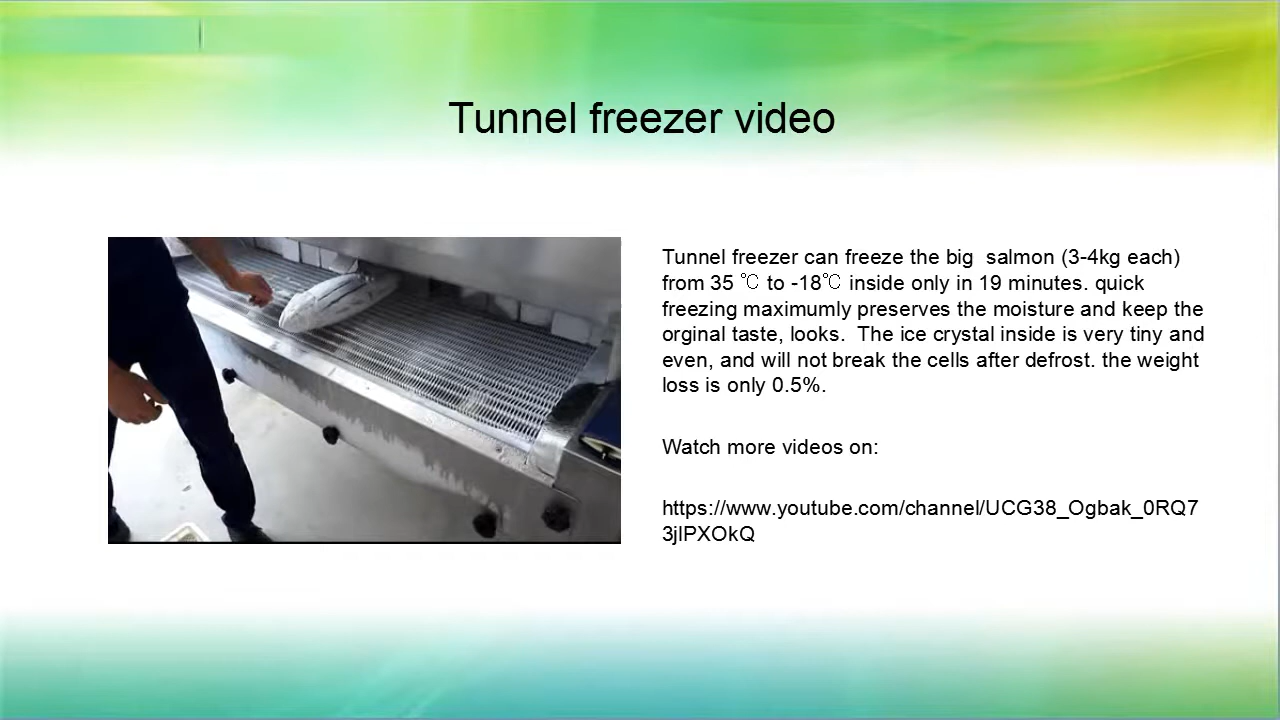 Tunnel freezer video
Tunnel freezer can freeze the big  salmon (3-4kg each)
from 35 ℃ to -18℃ inside only in 19 minutes. quick
freezing maximumly preserves the moisture and keep the
orginal taste, looks.  The ice crystal inside is very tiny and
even, and will not break the cells after defrost. the weight
loss is only 0.5%.
Watch more videos on:
https://www.youtube.com/channel/UCG38_Ogbak_0RQ7
3jlPXOkQ